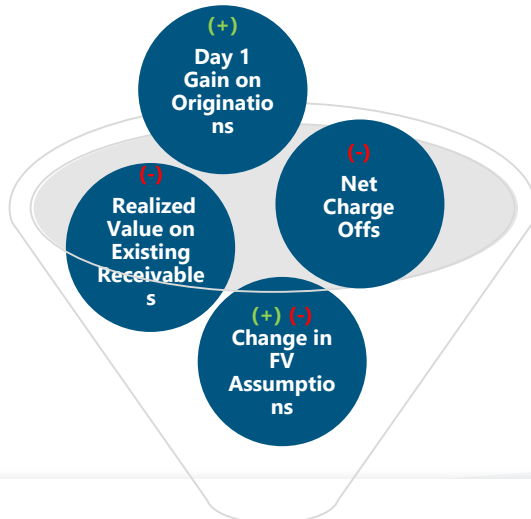 (+)
Day 1
Gain on
Originatio
ns
(-)
Net
Charge
Offs
(-)
Realized
Value on
Existing
Receivable
s
(+) (-)
Change in
FV
Assumptio
ns